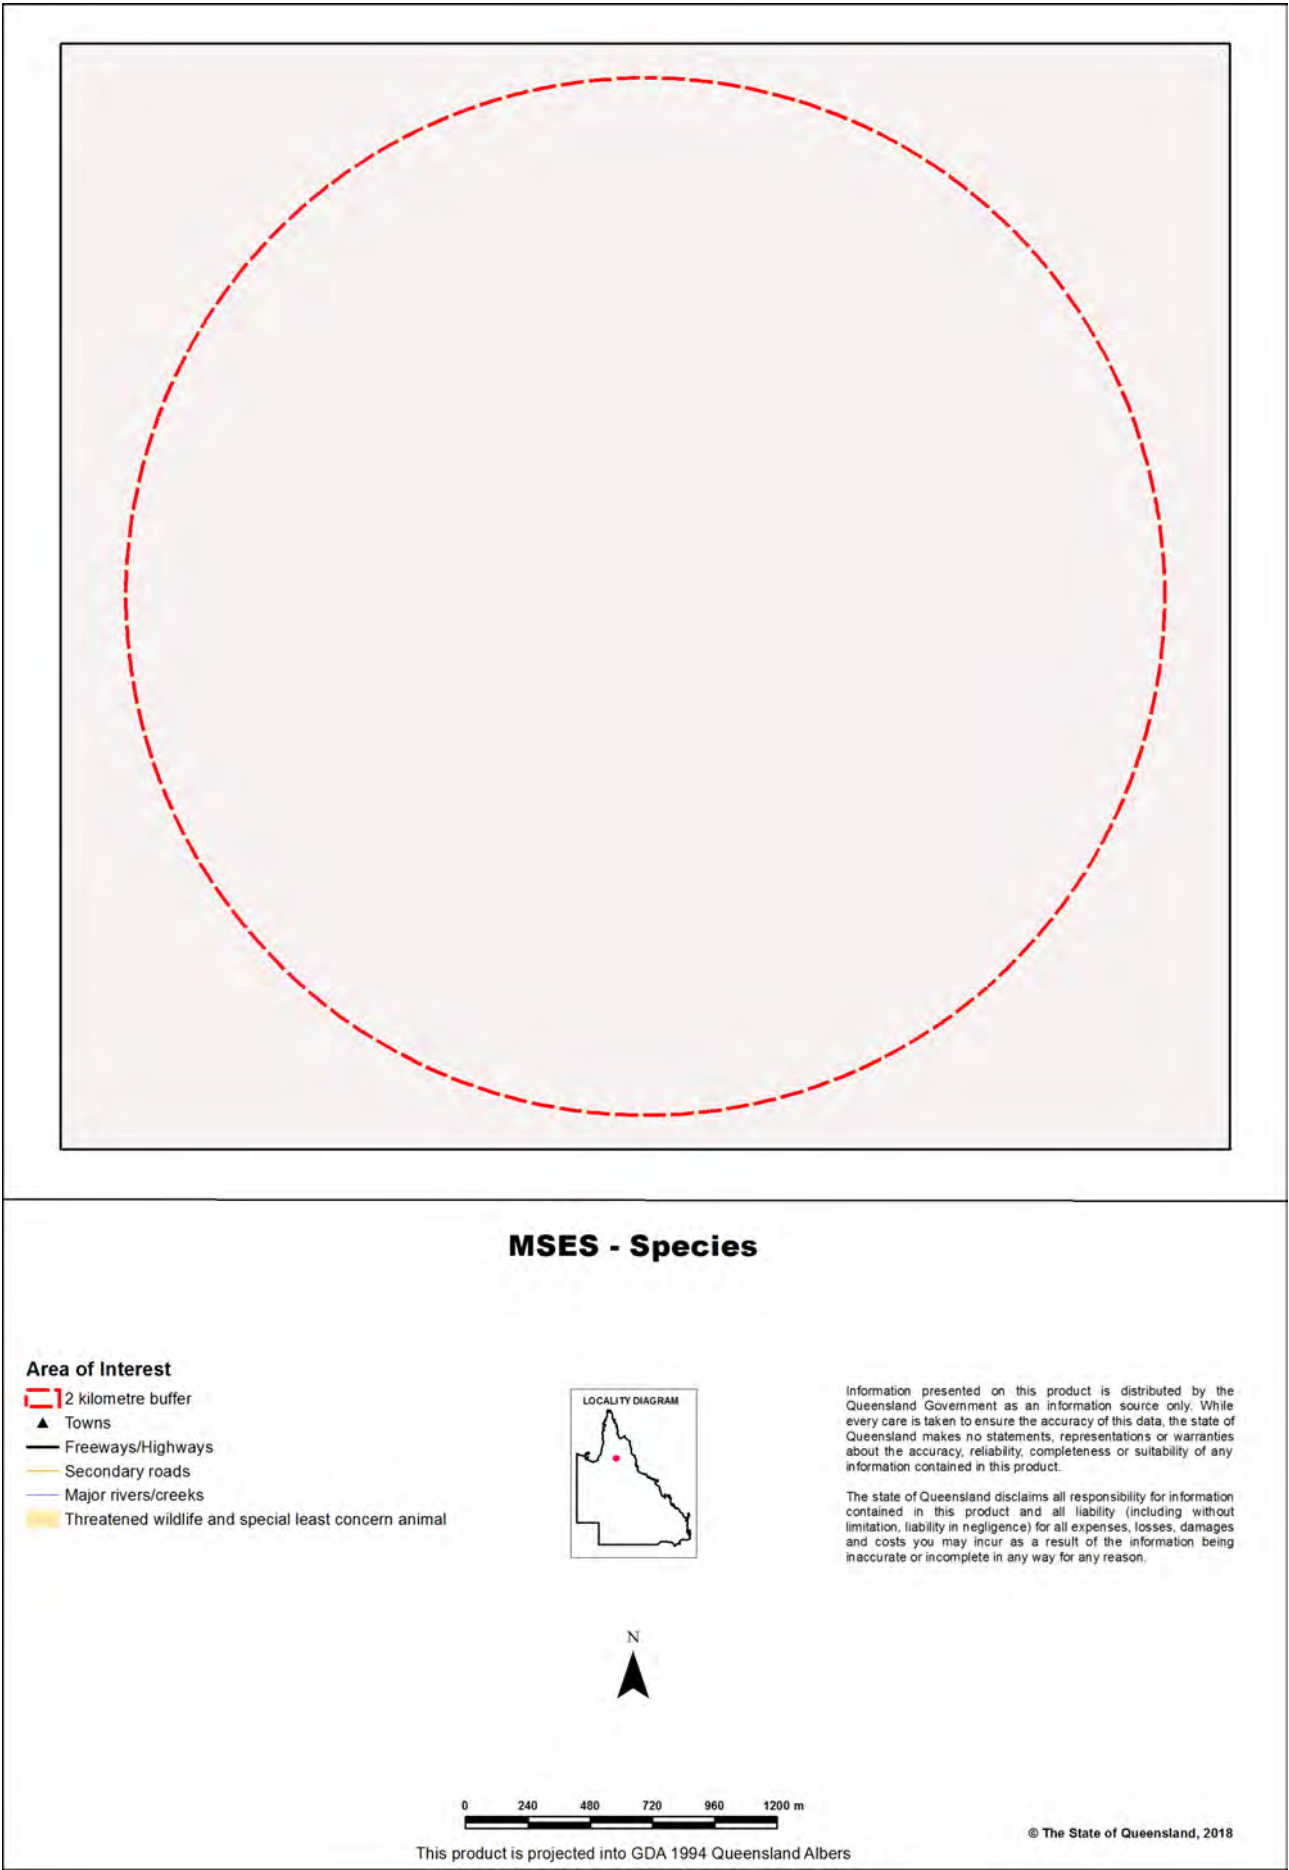 MSES - Species
Area of Interest
2 kilometre buffer
Towns
Freeways/Highways
Secondary roads
Major rivers/creeks
Threatened wildlife and special least concern animal
LOCALITY DIAGRAM
Information presented on this product is distributed by the
Queensland Government as an information source only. While
every care is taken to ensure the accuracy of this data, the state of
Queensland makes no statements, representations or warranties
about the accuracy, reliability, completeness or suitability of any
information contained in this product.
The state of Queensland disclaims all responsibility for information
contained in this product and all liability (including without
limitation, liability in negligence) for all expenses, losses, damages
and costs you may incur as a result of the information being
inaccurate or incomplete in any way for any reason.
N
0 240 480 720 960 1200 m
This product is projected into GDA 1994 Queensland Albers
© The State of Queensland, 2018